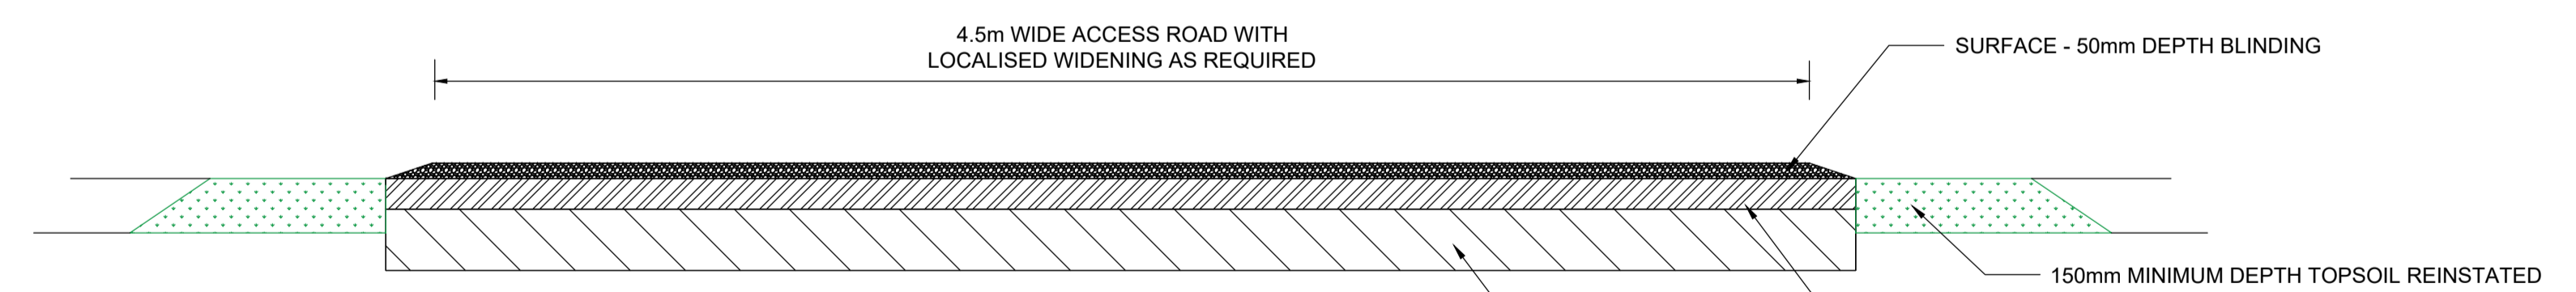 4.5m WIDE ACCESS ROAD WITH
LOCALISED WIDENING AS REQUIRED
SURFACE - 50mm DEPTH BLINDING
150mm MINIMUM DEPTH TOPSOIL REINSTATED